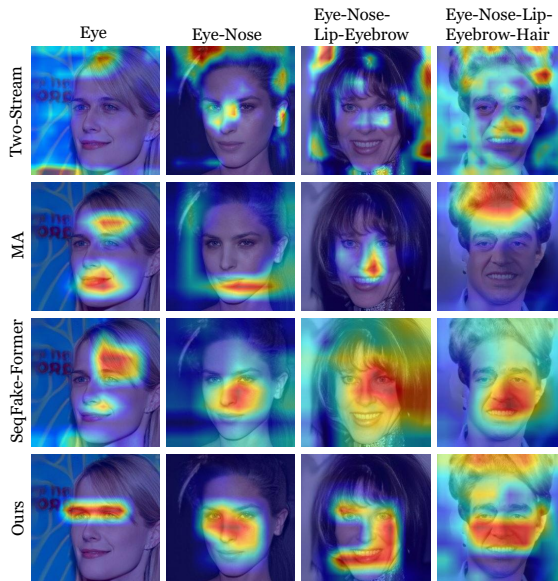 Eye
Eye-Nose
Eye-Nose-
Lip-Eyebrow
Eye-Nose-Lip-
Eyebrow-Hair
Two-Stream
MA
SeqFake-Former
Ours